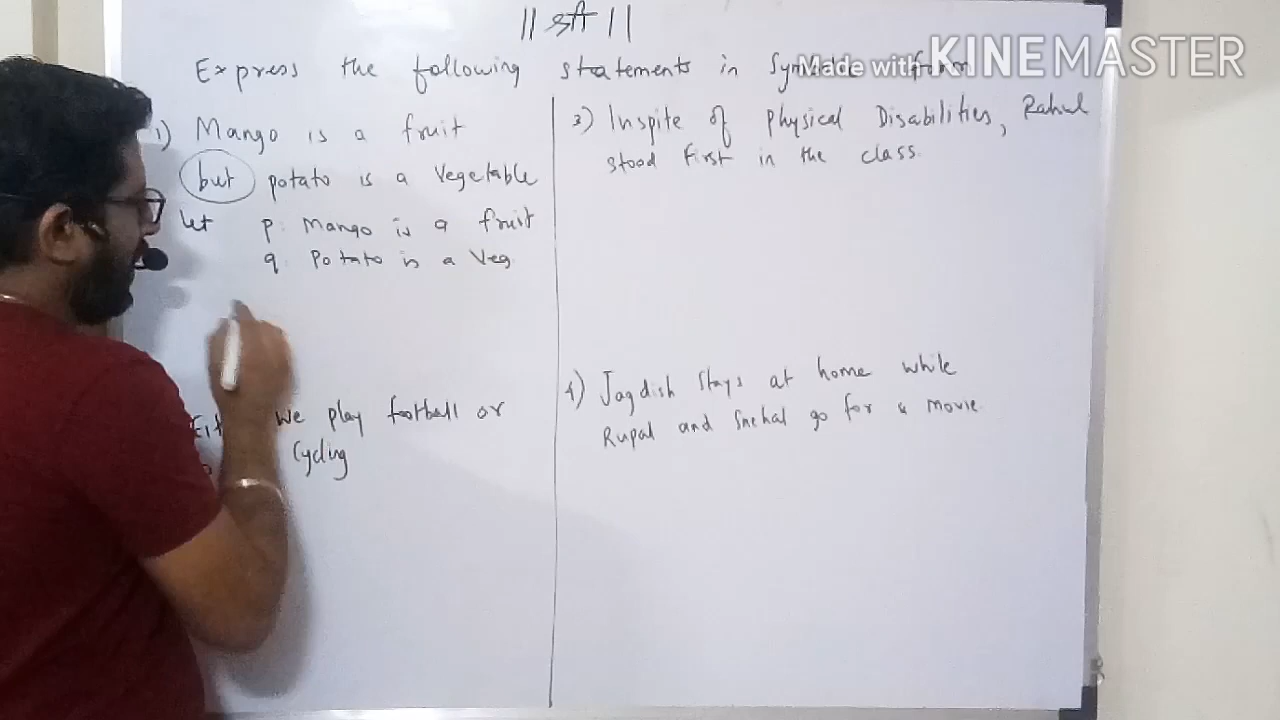 || श्री ||
Express the following statements in form
Made with KINEMASTER
1) Mango is a fruit
but potato is a Vegetable
let p: Mango is a fruit
q: Potato is a Veg
we play football or
Cycling
3) Inspite of Physical Disabilities, Rahul
stood First in the class.
4) Jagdish stays at home while
Rupal and Snehal go for a movie.